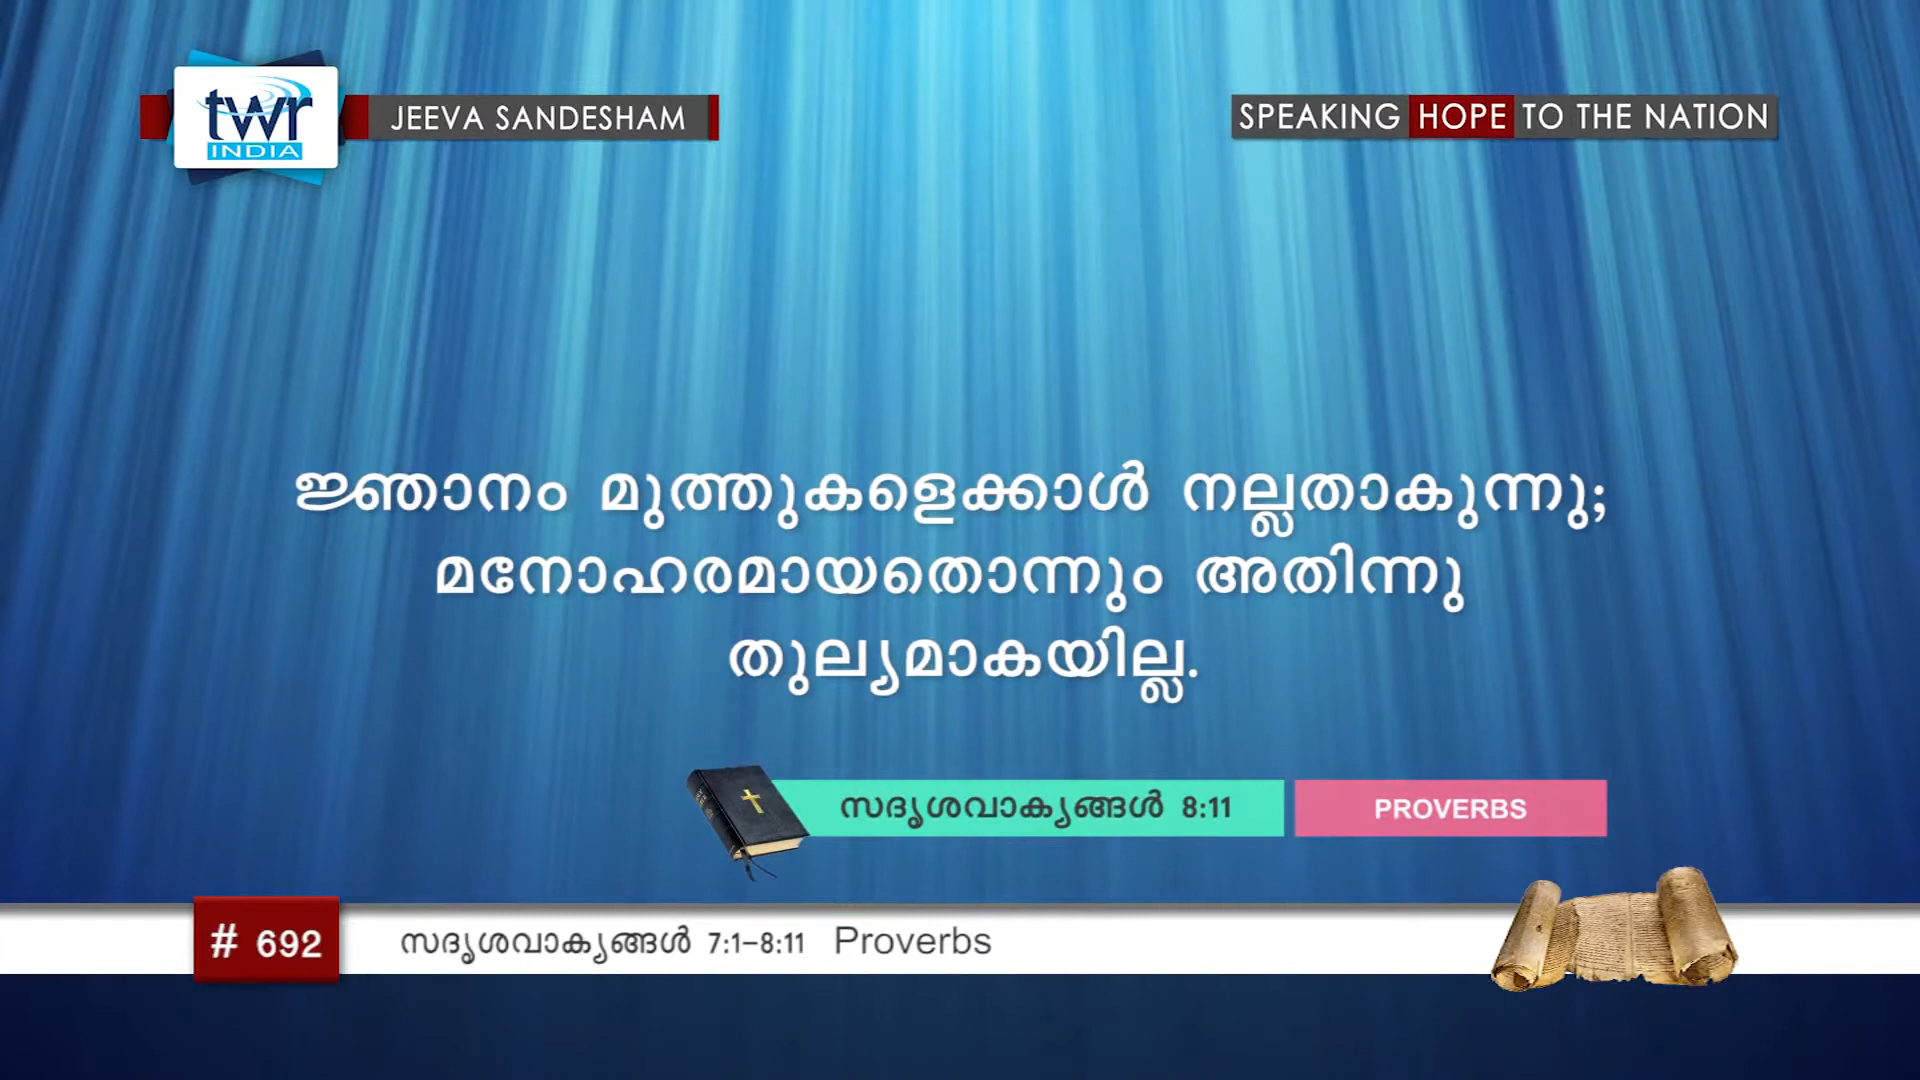 twr
INDIA
JEEVA SANDESHAM
SPEAKING HOPE TO THE NATION
ജ്ഞാനം മുത്തുകളെക്കാൾ നല്ലതാകുന്നു;
മനോഹരമായതൊന്നും അതിന്നു
തുല്യമാകയില്ല.
സദൃശവാക്യങ്ങൾ 8:11
PROVERBS
# 692
സദൃശവാക്യങ്ങൾ 7:1-8:11 Proverbs